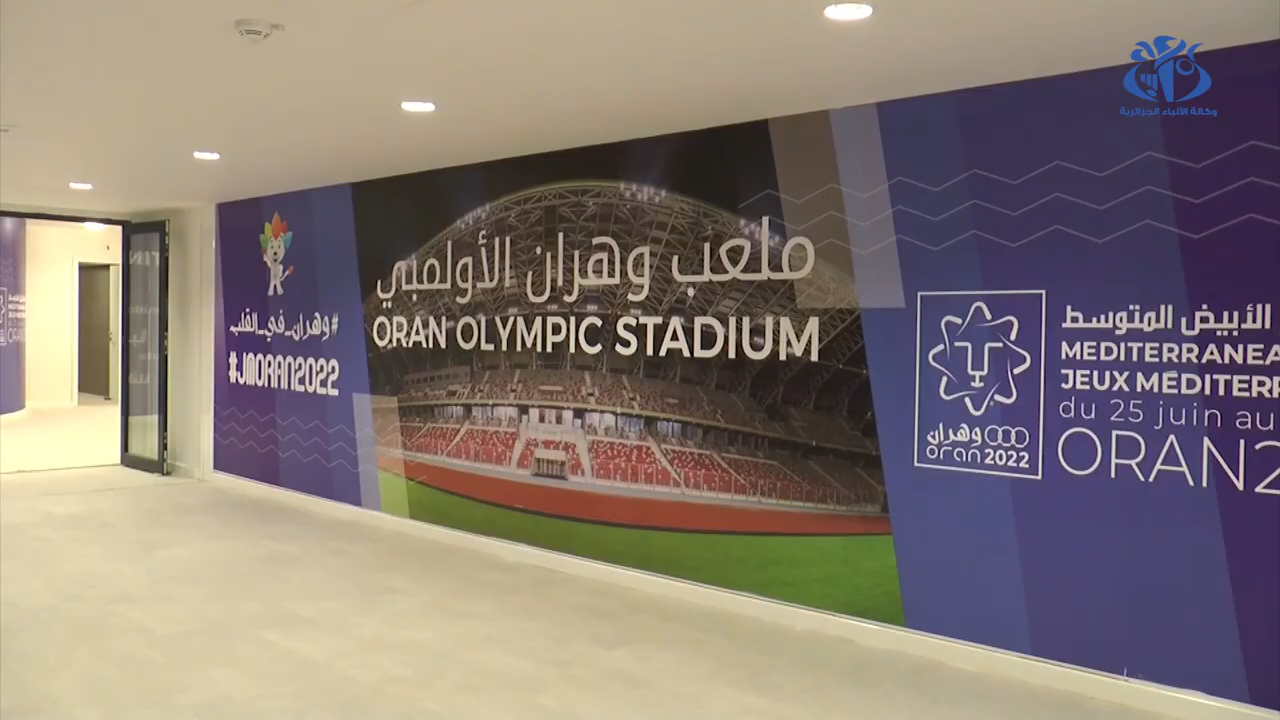 وكالة الأنباء الجزائرية
ملعب وهران الأولمبي
ORAN OLYMPIC STADIUM
#وهران_في_القلب
#JMORAN2022
وهران
oran 2022
الأبيض المتوسط
MEDITERRANEA
JEUX MÉDITERR
du 25 juin au
ORAN2